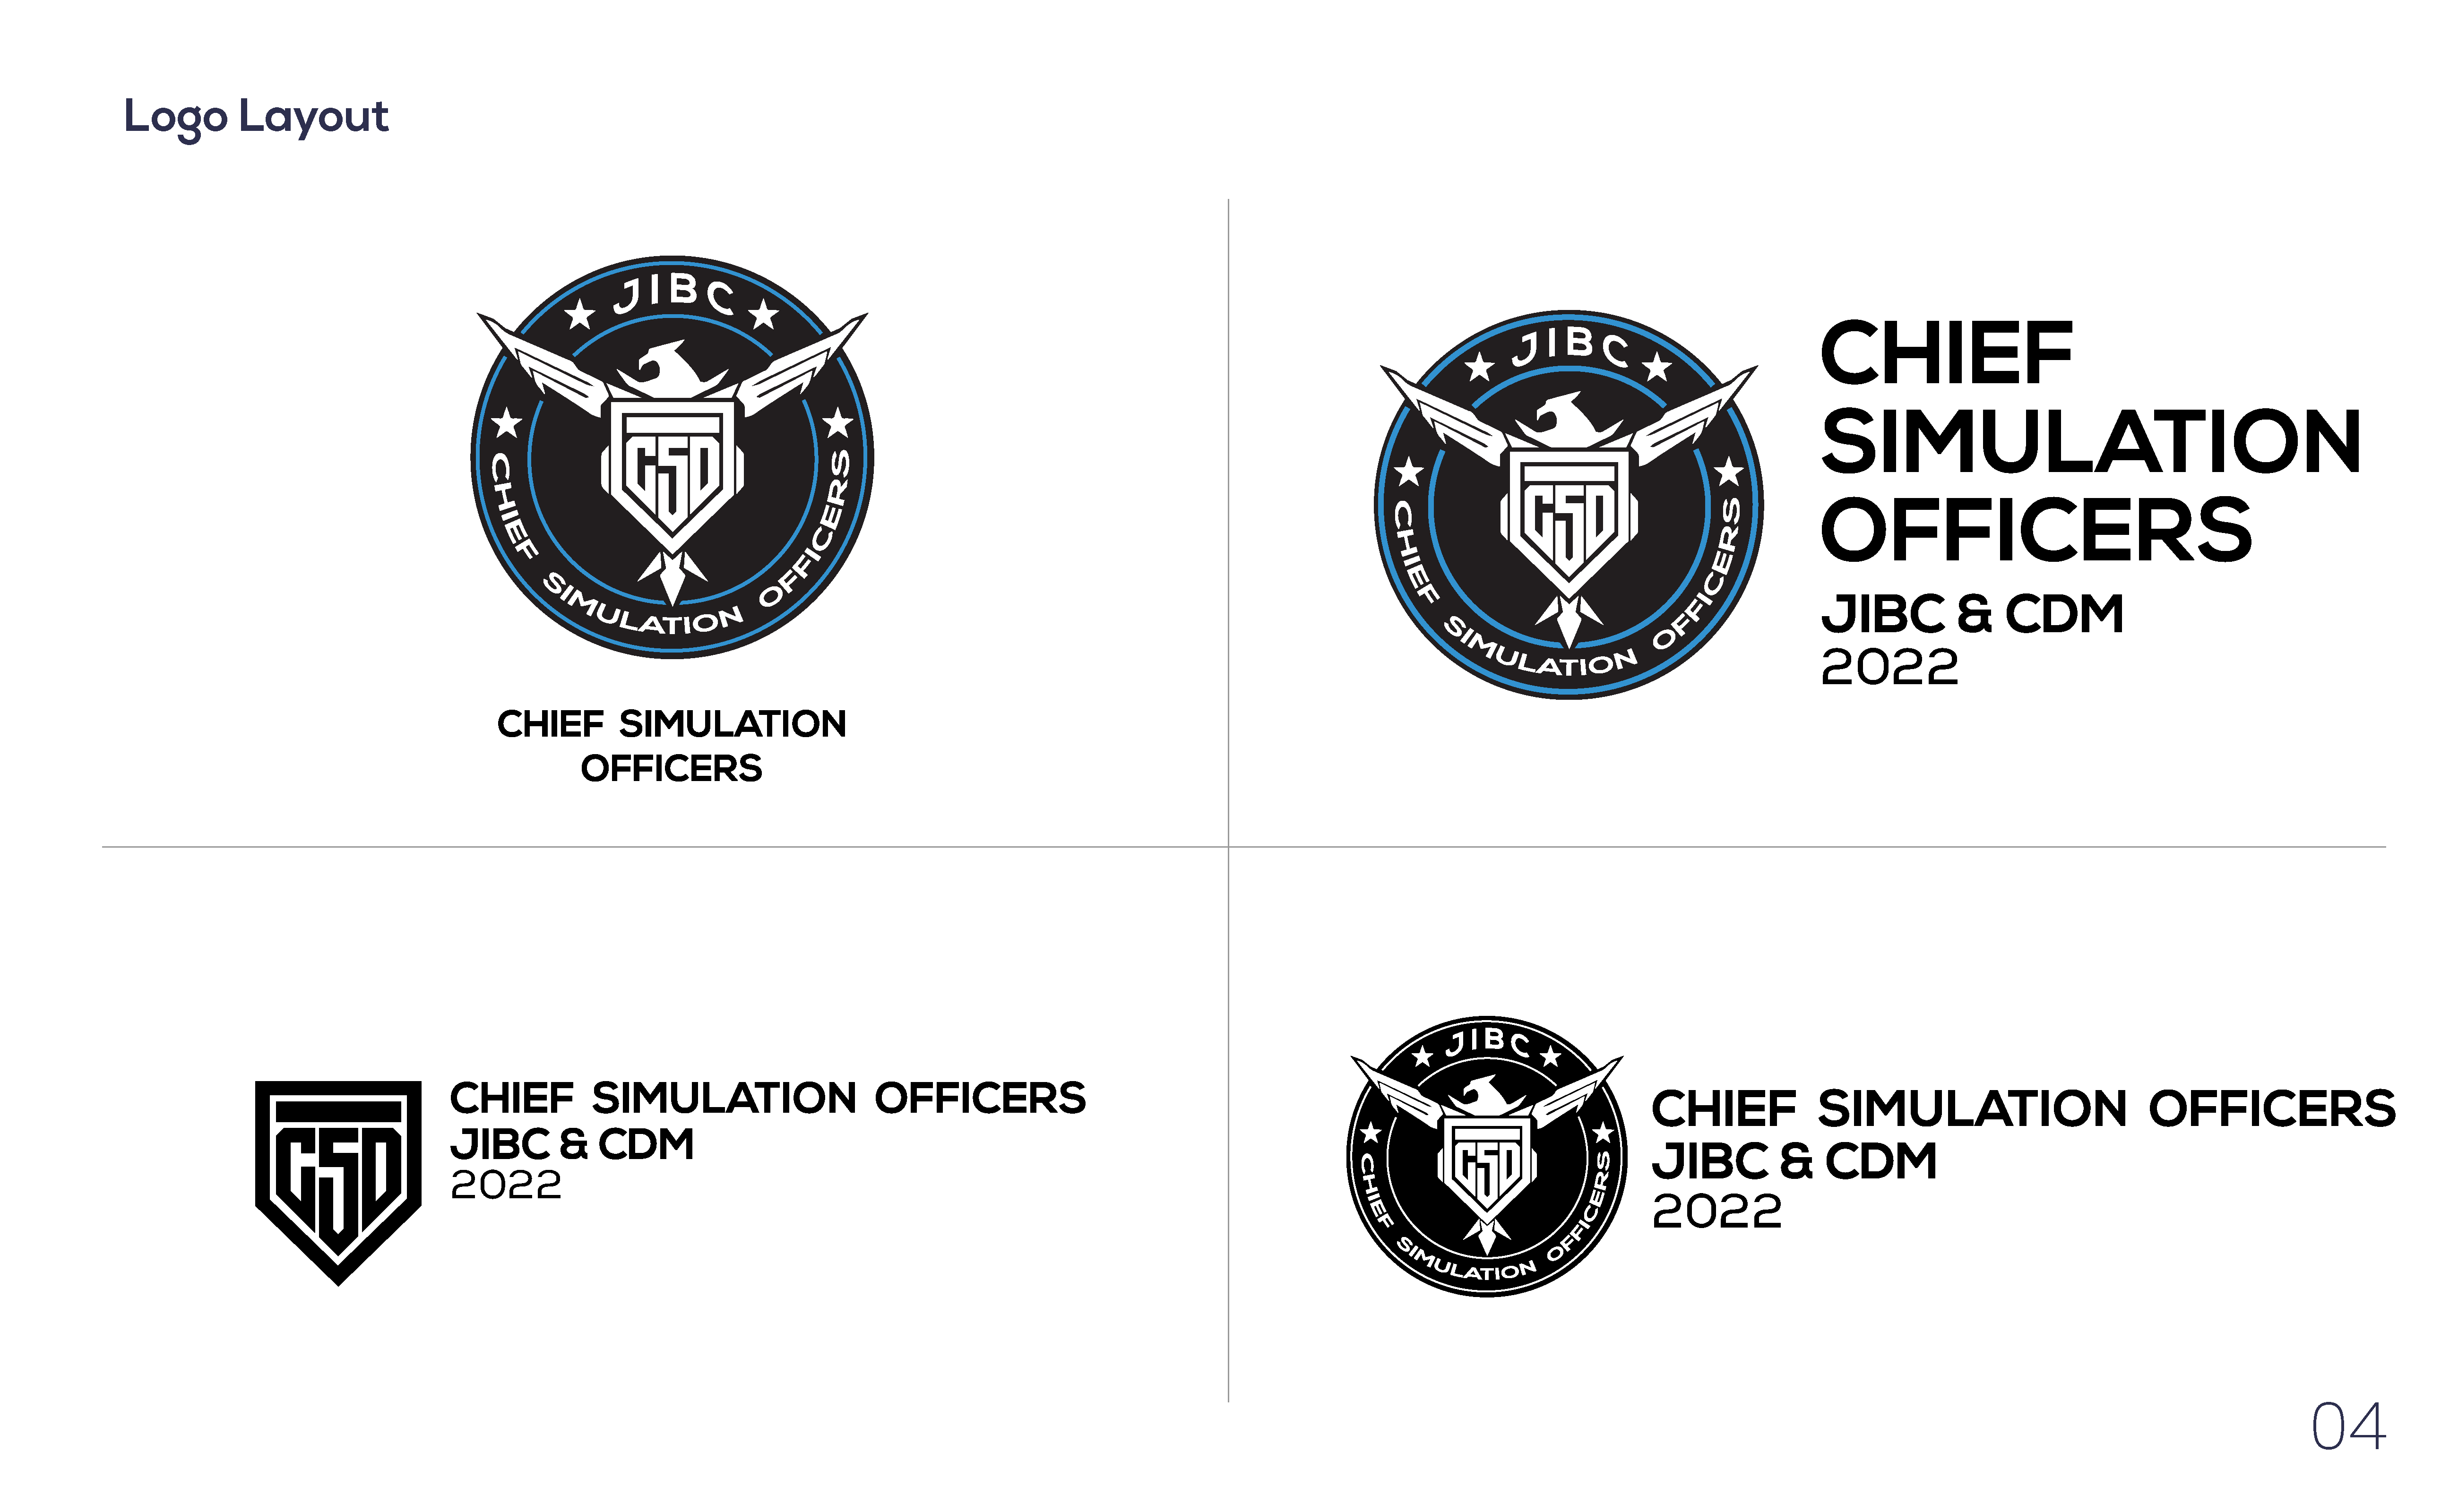 Logo Layout
JIBC
CSO
CHIEF SIMULATION OFFICERS
CHIEF SIMULATION
OFFICERS
JIBC
CSO
CHIEF SIMULATION OFFICERS
CHIEF
SIMULATION
OFFICERS
JIBC & CDM
2022
CSO
CHIEF SIMULATION OFFICERS
JIBC & CDM
2022
JIBC
CSO
CHIEF SIMULATION OFFICERS
CHIEF SIMULATION OFFICERS
JIBC & CDM
2022
04